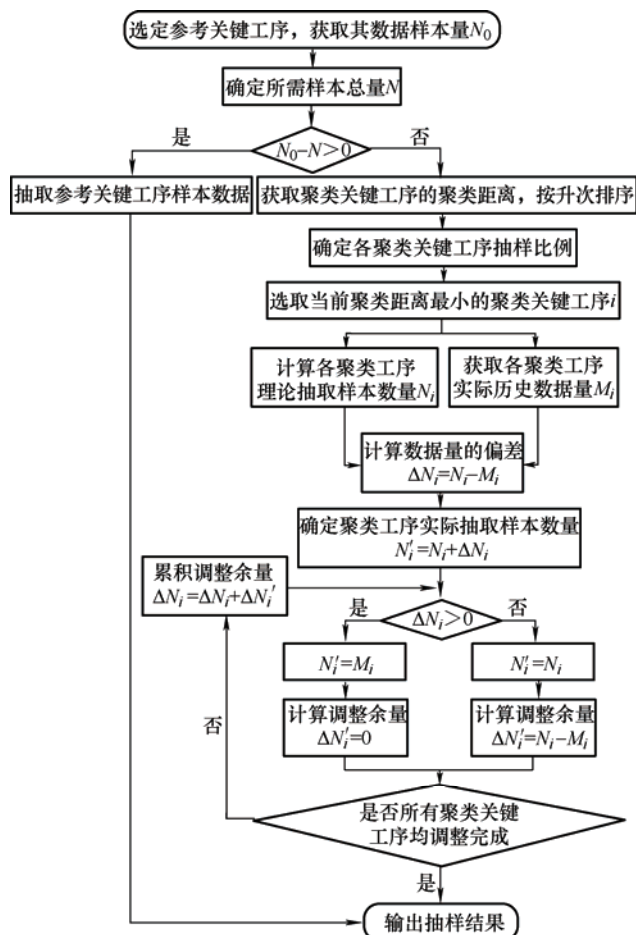 选定参考关键工序，获取其数据样本量N₀
确定所需样本总量N
是
N₀−N＞0
否
抽取参考关键工序样本数据
获取聚类关键工序的聚类距离，按升次排序
确定各聚类关键工序抽样比例
选取当前聚类距离最小的聚类关键工序i
计算各聚类工序
理论抽取样本数量Nᵢ
获取各聚类工序
实际历史数据量Mᵢ
计算数据量的偏差
ΔNᵢ=Nᵢ−Mᵢ
确定聚类工序实际抽取样本数量
Nᵢ′=Nᵢ+ΔNᵢ
累积调整余量
ΔNᵢ=ΔNᵢ+ΔNᵢ′
是
ΔNᵢ＞0
否
Nᵢ′=Mᵢ
Nᵢ′=Nᵢ
否
计算调整余量
ΔNᵢ′=0
计算调整余量
ΔNᵢ′=Nᵢ−Mᵢ
是否所有聚类关键
工序均调整完成
是
输出抽样结果